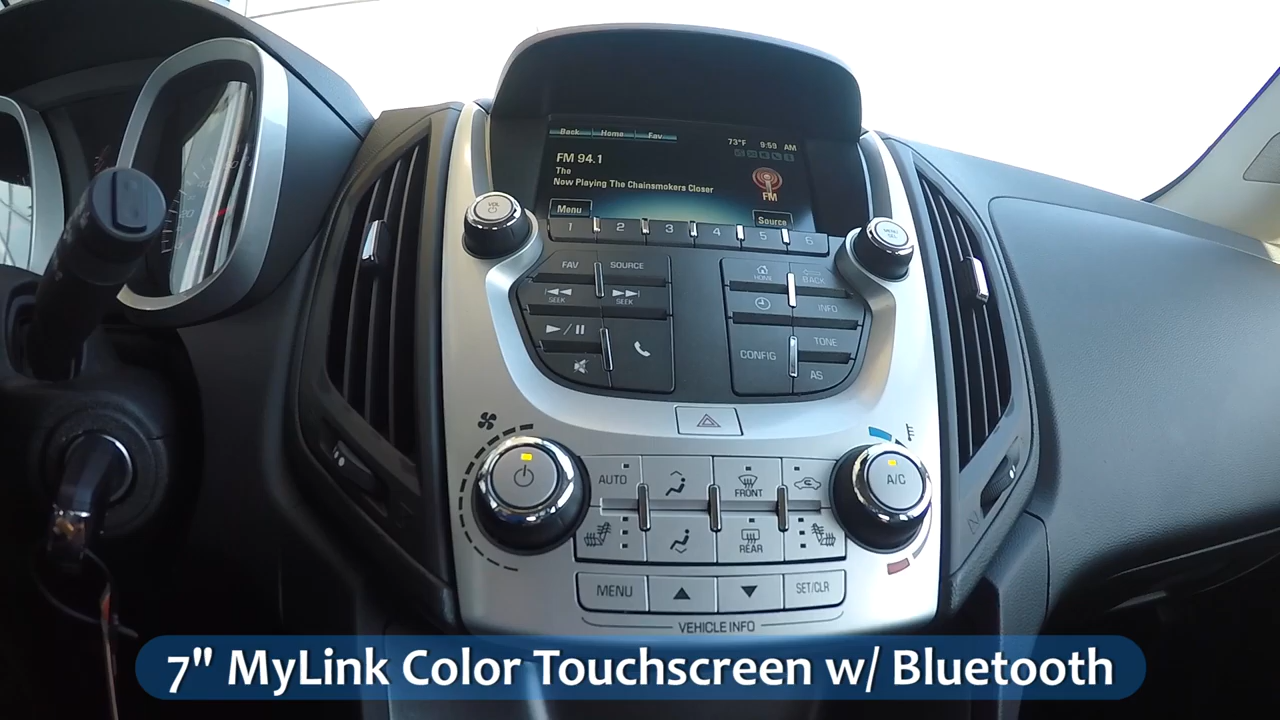 Back Home Fav
73°F 9:59 AM
FM 94.1
The
Now Playing The Chainsmokers Closer
FM
Menu Source
VOL
MENU
SEL
1 2 3 4 5 6
FAV SOURCE
HOME BACK
SEEK SEEK
INFO
CONFIG TONE
AS
AUTO
FRONT
A/C
REAR
MENU SET/CLR
VEHICLE INFO
7" MyLink Color Touchscreen w/ Bluetooth